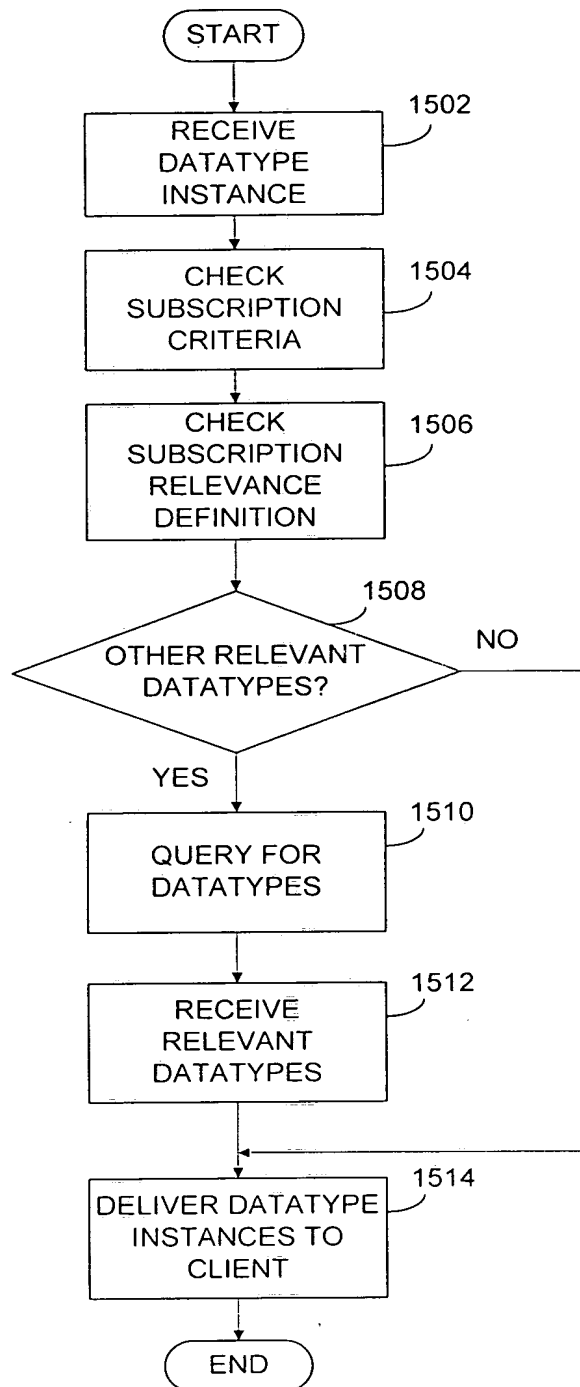 START
1502
RECEIVE
DATATYPE
INSTANCE
1504
CHECK
SUBSCRIPTION
CRITERIA
1506
CHECK
SUBSCRIPTION
RELEVANCE
DEFINITION
1508
OTHER RELEVANT
DATATYPES?
NO
YES
1510
QUERY FOR
DATATYPES
1512
RECEIVE
RELEVANT
DATATYPES
1514
DELIVER DATATYPE
INSTANCES TO
CLIENT
END